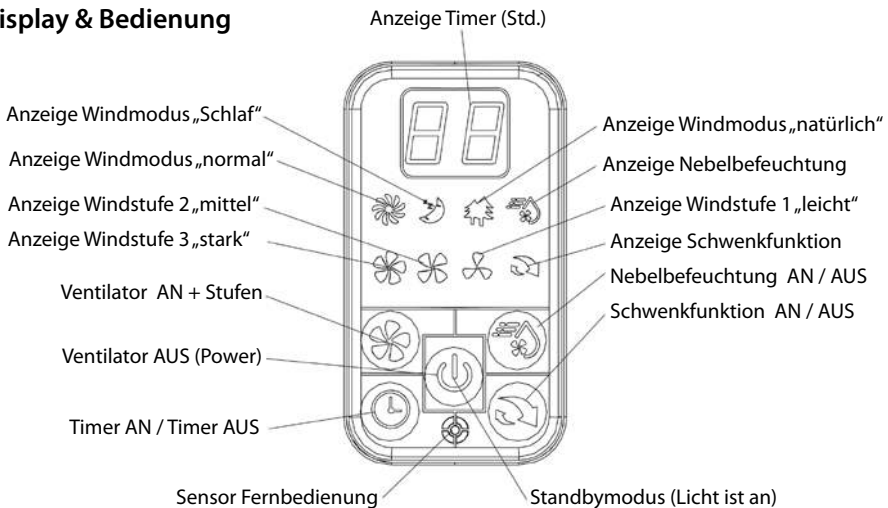 isplay & Bedienung
Anzeige Timer (Std.)
Anzeige Windmodus „Schlaf“
Anzeige Windmodus „normal“
Anzeige Windstufe 2 „mittel“
Anzeige Windstufe 3 „stark“
Ventilator AN + Stufen
Ventilator AUS (Power)
Timer AN / Timer AUS
Sensor Fernbedienung
Anzeige Windmodus „natürlich“
Anzeige Nebelbefeuchtung
Anzeige Windstufe 1 „leicht“
Anzeige Schwenkfunktion
Nebelbefeuchtung AN / AUS
Schwenkfunktion AN / AUS
Standbymodus (Licht ist an)